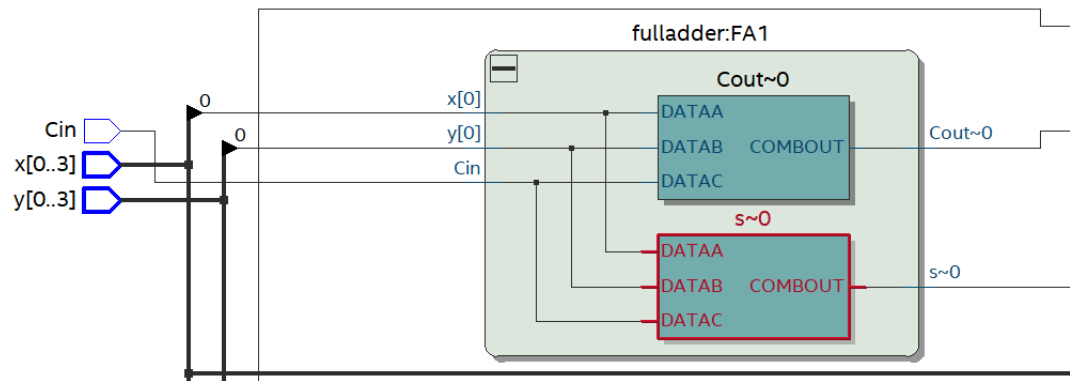 fulladder:FA1
Cout~0
0
x[0]
DATAA
0
y[0]
DATAB
COMBOUT
Cout~0
Cin
Cin
DATAC
x[0..3]
y[0..3]
s~0
DATAA
DATAB
COMBOUT
s~0
DATAC